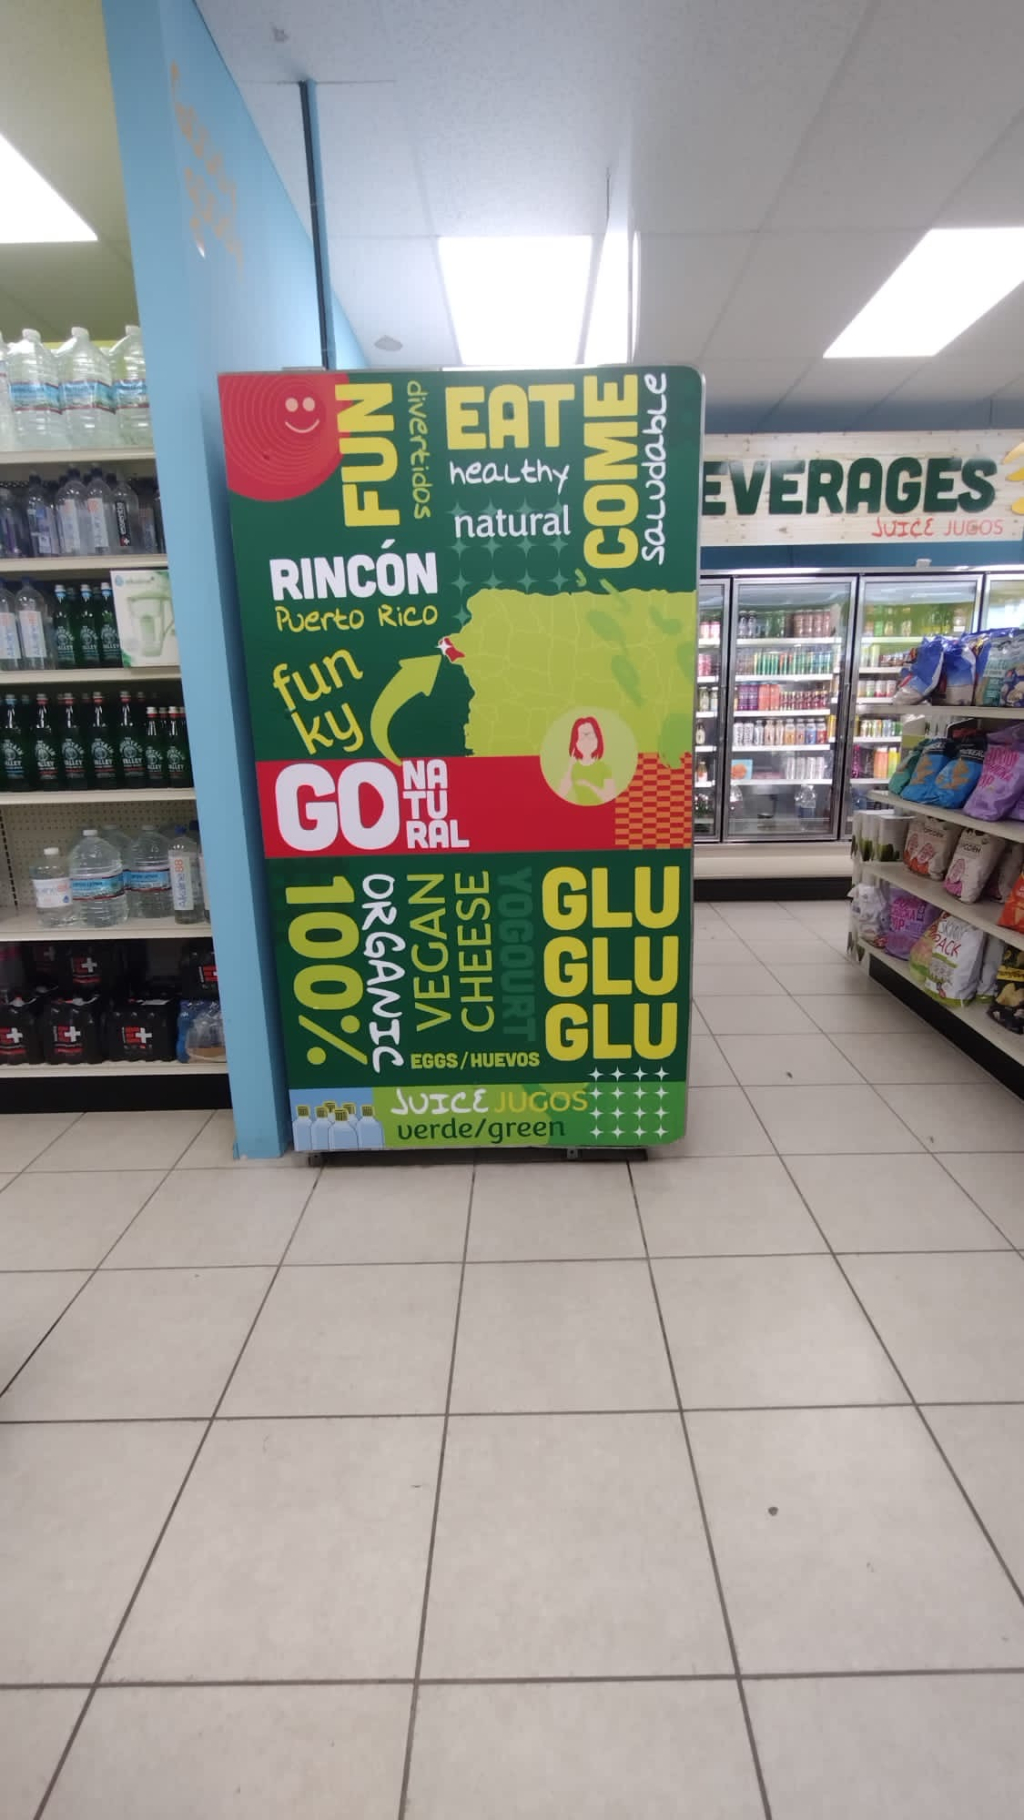 FUN
divertidos
EAT
healthy
natural
COME
saludable
RINCÓN
Puerto Rico
fun
ky
GO
NA
TU
RAL
100%
ORGANIC
VEGAN
CHEESE
YOGOURT
GLU
GLU
GLU
EGGS/HUEVOS
JUICE JUGOS
verde/green
EVERAGES
JUICE JUGOS